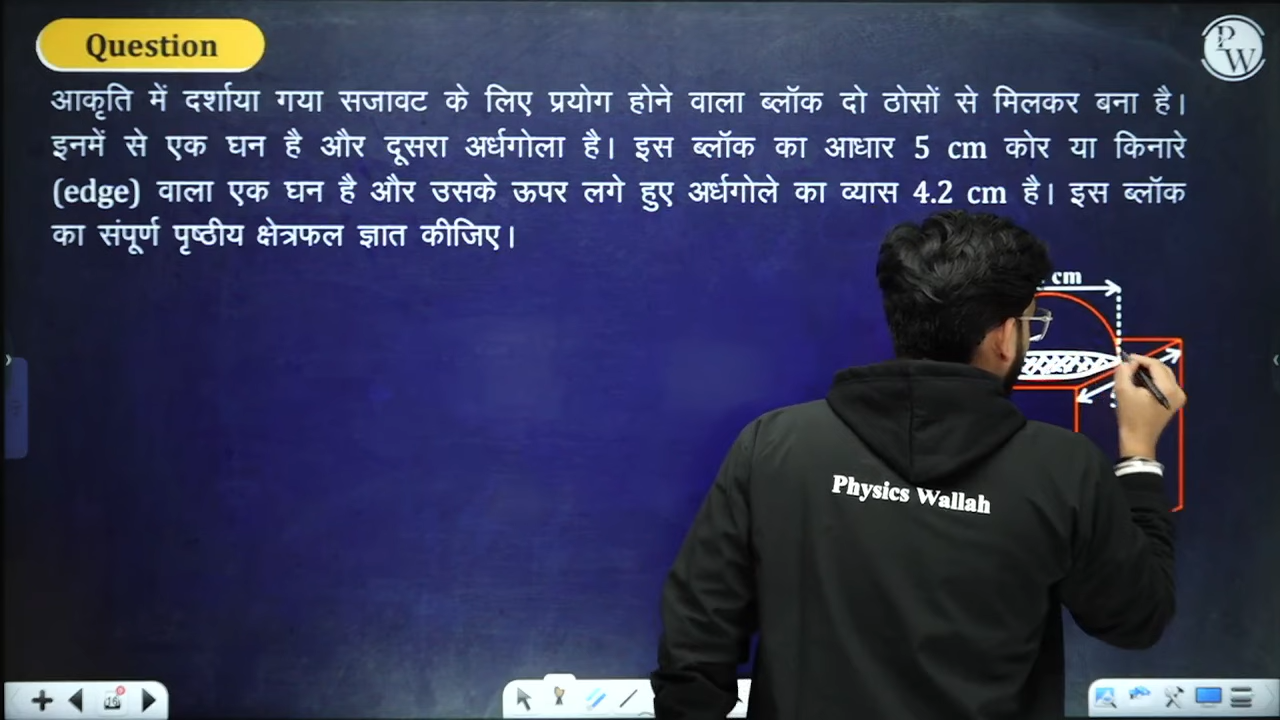 Question
PW
आकृति में दर्शाया गया सजावट के लिए प्रयोग होने वाला ब्लॉक दो ठोसों से मिलकर बना है।
इनमें से एक घन है और दूसरा अर्धगोला है। इस ब्लॉक का आधार 5 cm कोर या किनारे
(edge) वाला एक घन है और उसके ऊपर लगे हुए अर्धगोले का व्यास 4.2 cm है। इस ब्लॉक
का संपूर्ण पृष्ठीय क्षेत्रफल ज्ञात कीजिए।
cm
Physics Wallah